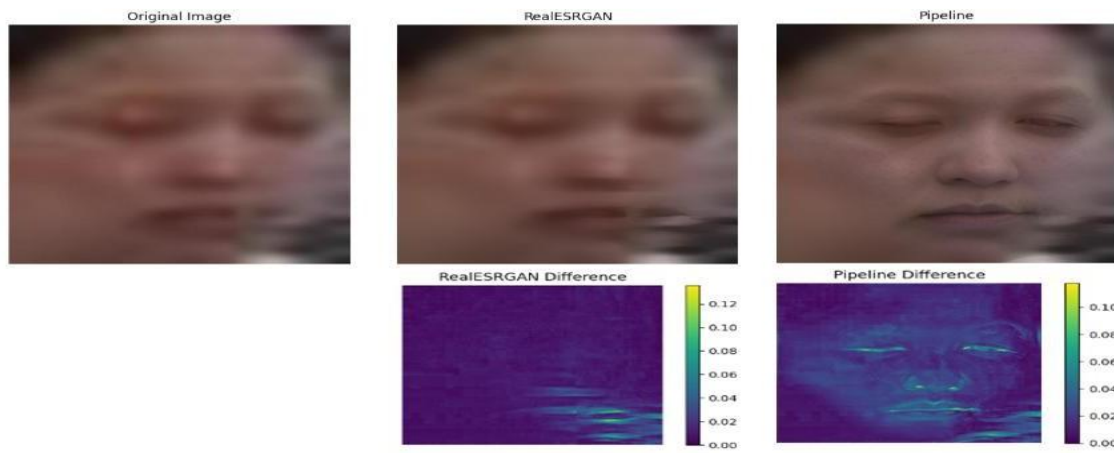 Original Image
RealESRGAN
Pipeline
RealESRGAN Difference
Pipeline Difference
0.12
0.10
0.08
0.06
0.04
0.02
0.00
0.10
0.08
0.06
0.04
0.02
0.00